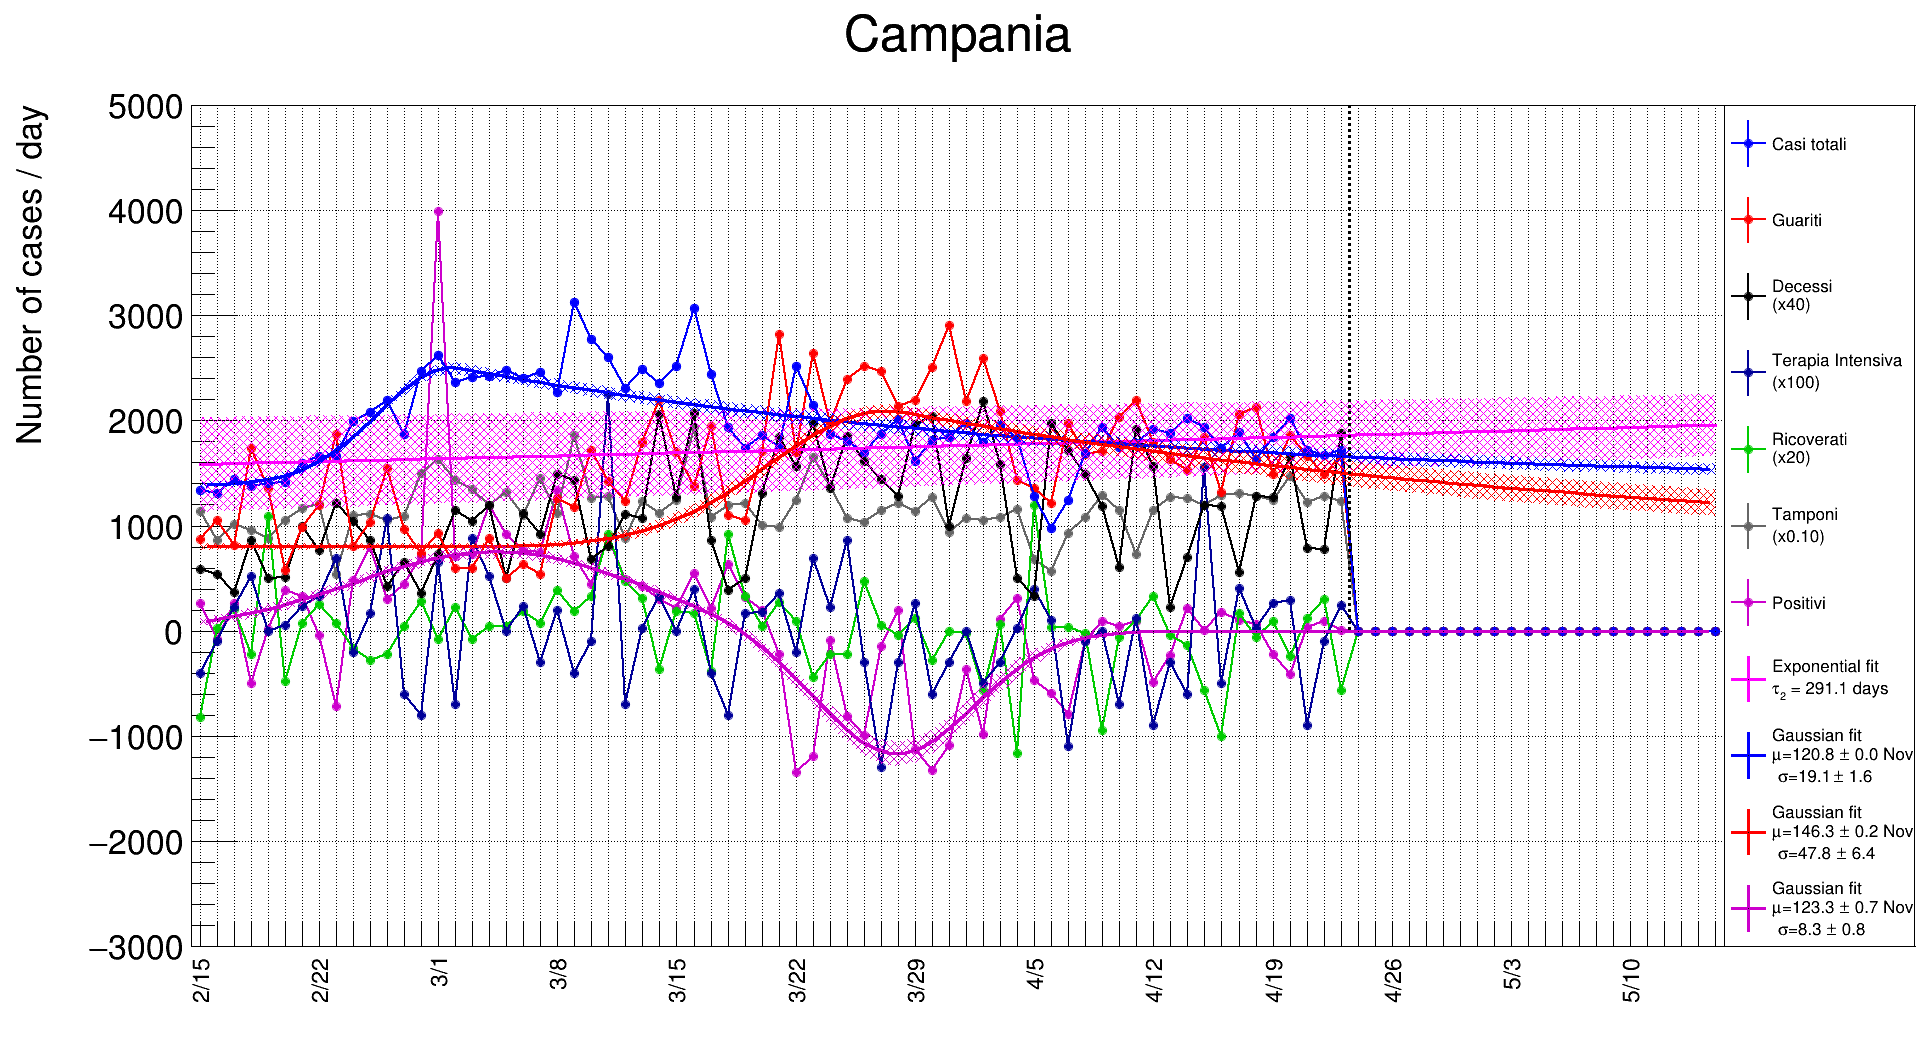 Campania
Number of cases / day
5000
4000
3000
2000
1000
0
−1000
−2000
−3000
2/15
2/22
3/1
3/8
3/15
3/22
3/29
4/5
4/12
4/19
4/26
5/3
5/10
Casi totali
Guariti
Decessi
(x40)
Terapia Intensiva
(x100)
Ricoverati
(x20)
Tamponi
(x0.10)
Positivi
Exponential fit
τ2 = 291.1 days
Gaussian fit
μ=120.8 ± 0.0 Nov
σ=19.1 ± 1.6
Gaussian fit
μ=146.3 ± 0.2 Nov
σ=47.8 ± 6.4
Gaussian fit
μ=123.3 ± 0.7 Nov
σ=8.3 ± 0.8